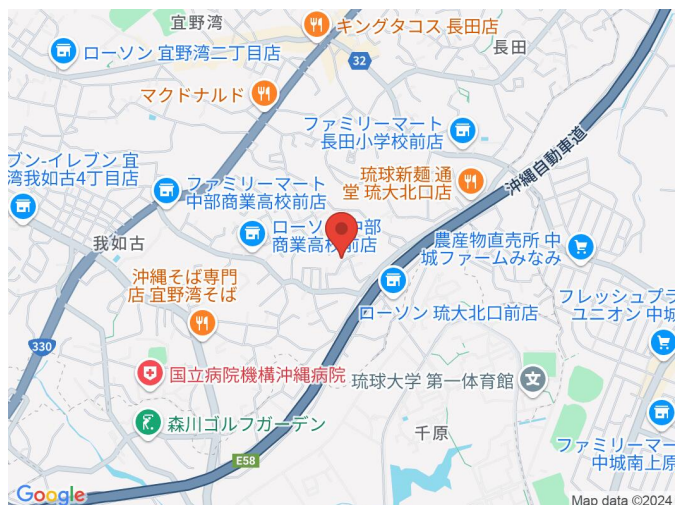 宜野湾
キングタコス 長田店
ローソン 宜野湾二丁目店
32
長田
マクドナルド
ファミリーマート
長田小学校前店
沖縄自動車道
ブン-イレブン 宜
湾我如古4丁目店
ファミリーマート
中部商業高校前店
琉球新麺 通
堂 琉大北口店
我如古
ローソン 中部
商業高校前店
農産物直売所 中
城ファームみなみ
沖縄そば専門
店 宜野湾そば
ローソン 琉大北口前店
フレッシュプラ
ユニオン 中城
330
国立病院機構沖縄病院
琉球大学 第一体育館
森川ゴルフガーデン
千原
ファミリーマー
中城南上原
E58
Google
Map data ©2024